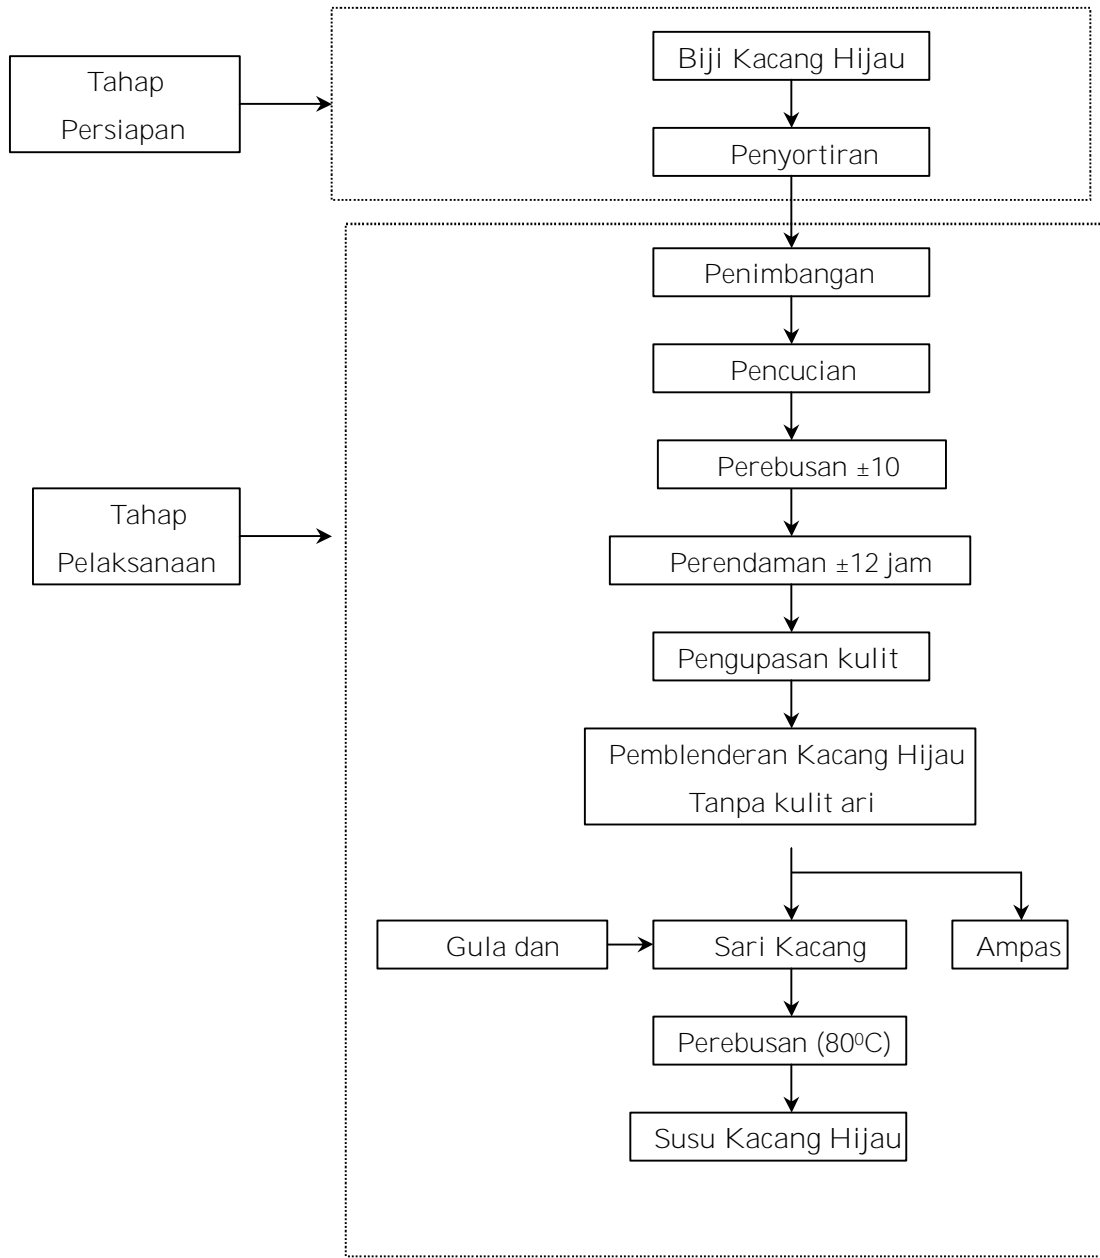 Tahap
Persiapan
Biji Kacang Hijau
Penyortiran
Penimbangan
Pencucian
Perebusan ±10
Tahap
Pelaksanaan
Perendaman ±12 jam
Pengupasan kulit
Pemblenderan Kacang Hijau
Tanpa kulit ari
Gula dan
Sari Kacang
Ampas
Perebusan (80⁰C)
Susu Kacang Hijau